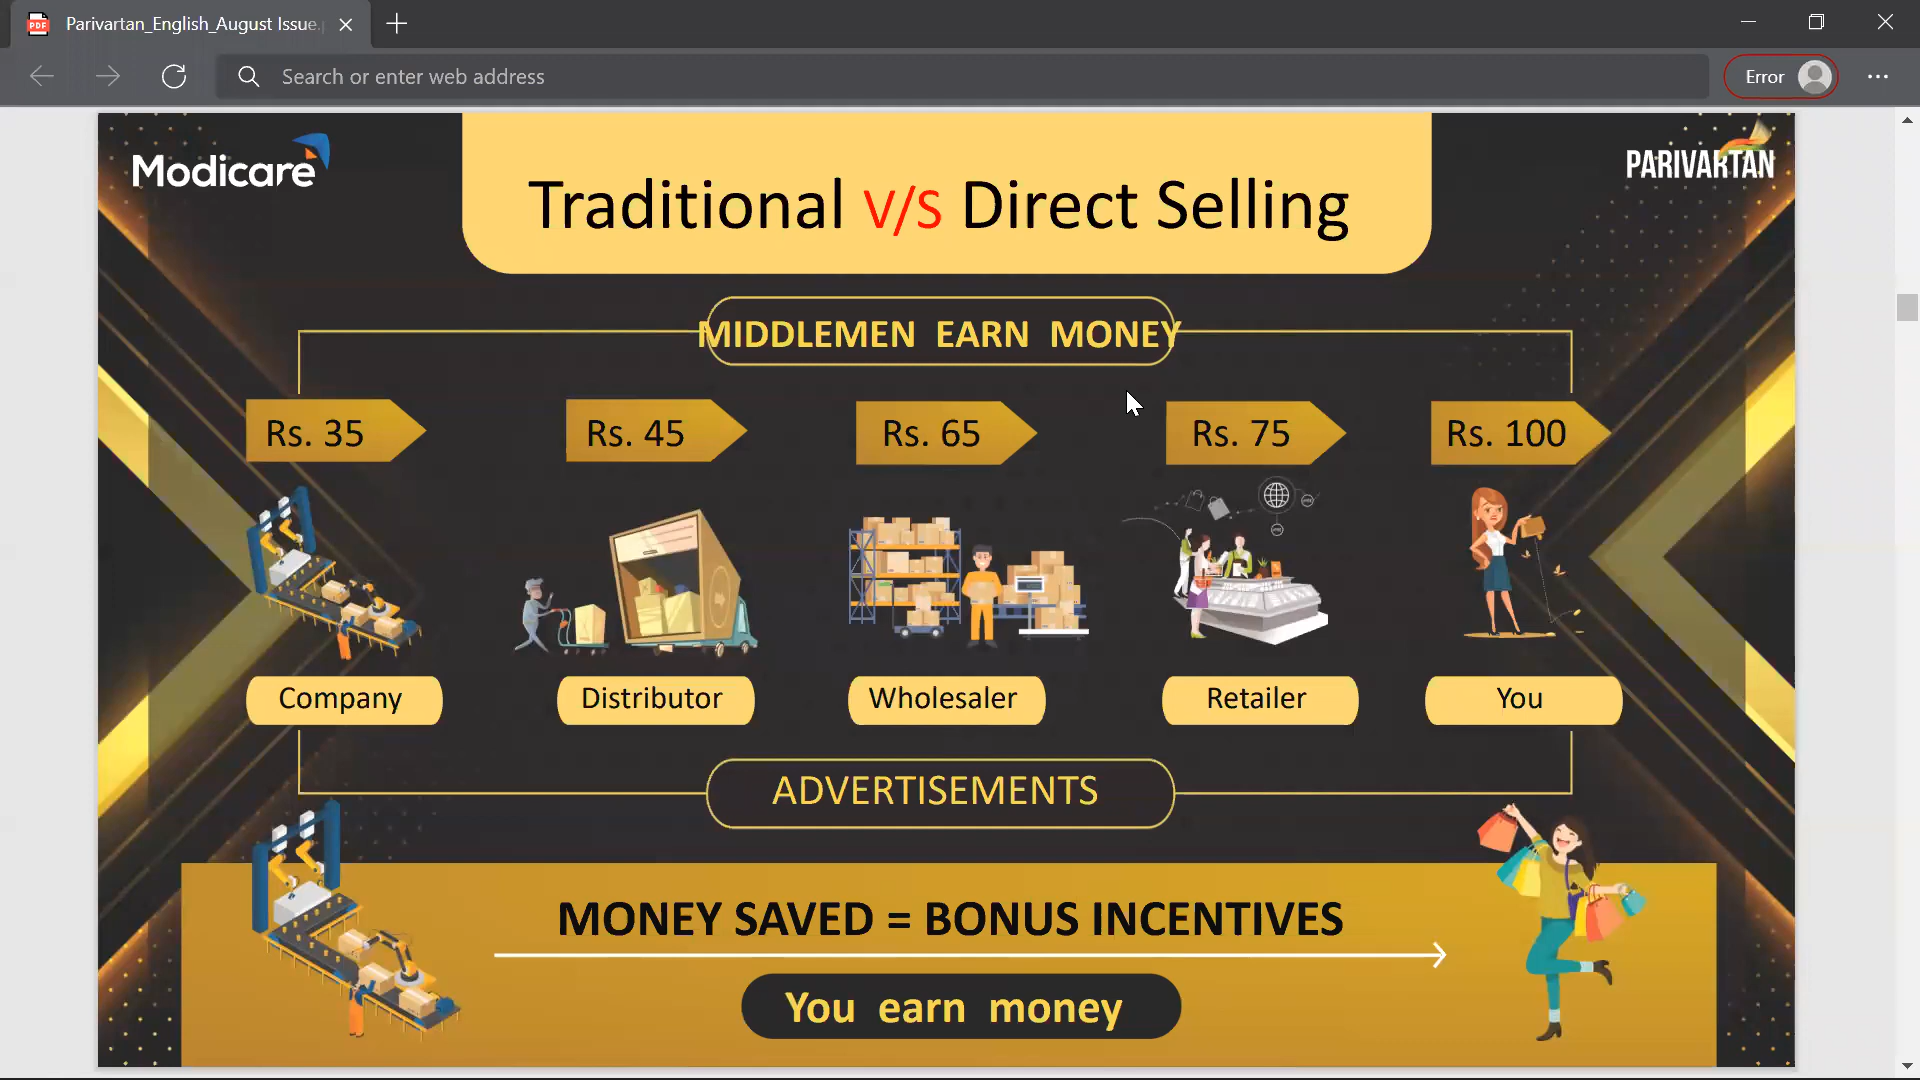 Parivartan_English_August Issue.
Search or enter web address
Error
Modicare
PARIVARTAN
Traditional V/S Direct Selling
MIDDLEMEN EARN MONEY
Rs. 35
Rs. 45
Rs. 65
Rs. 75
Rs. 100
Company
Distributor
Wholesaler
Retailer
You
ADVERTISEMENTS
MONEY SAVED = BONUS INCENTIVES
You earn money